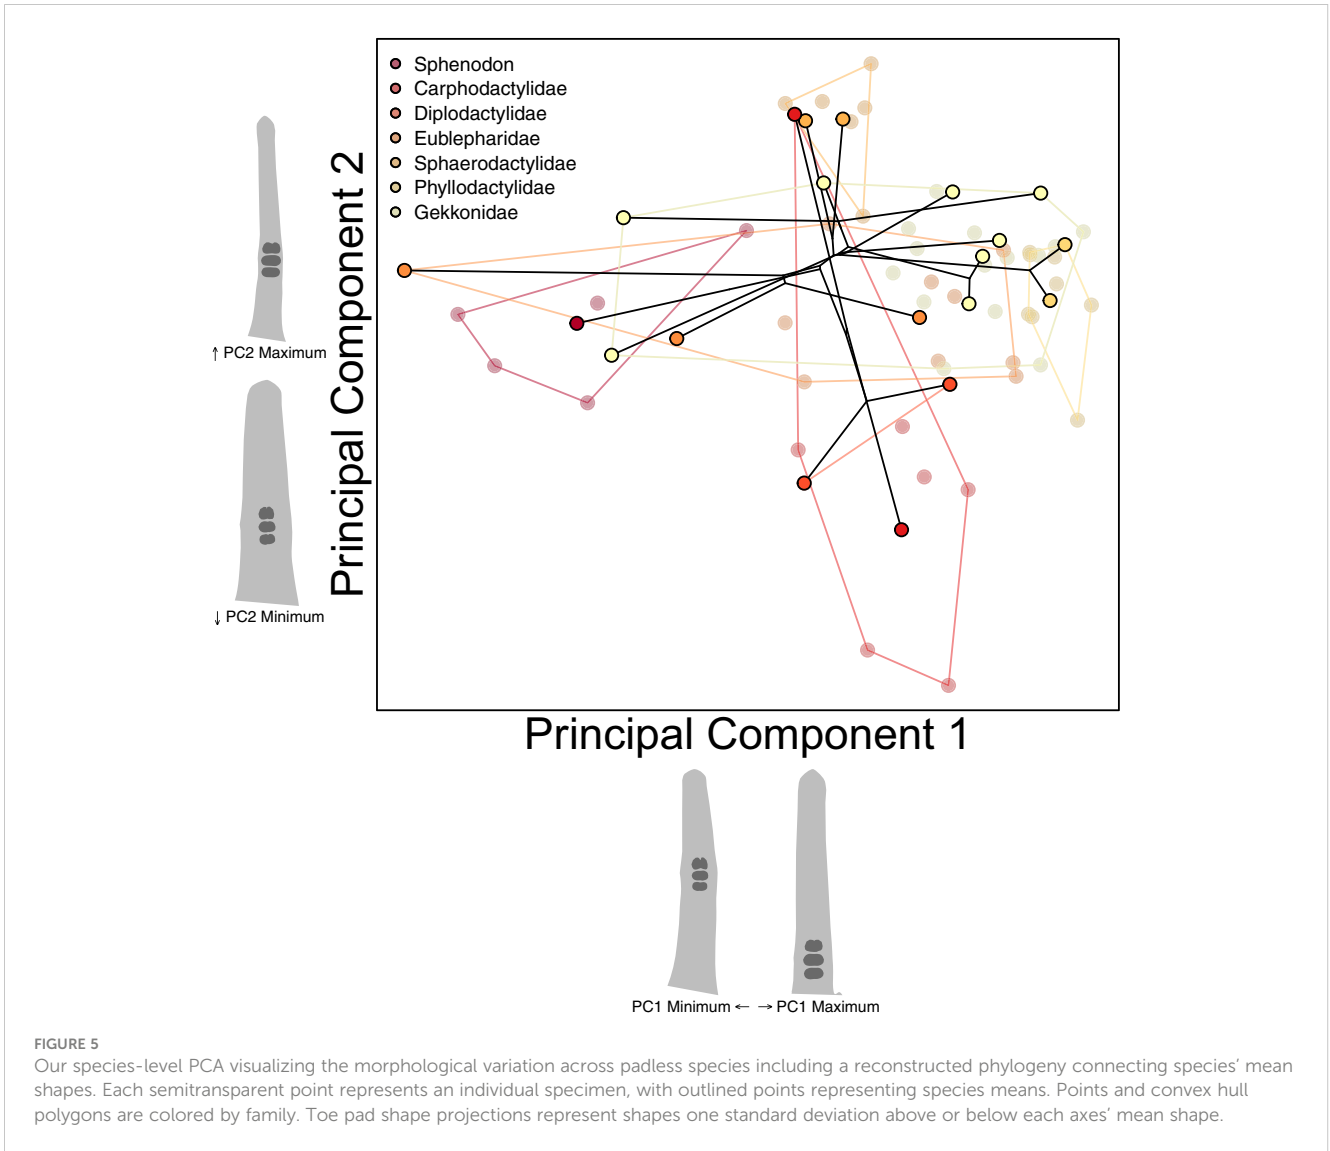 Sphenodon
Carphodactylidae
Diplodactylidae
Eublepharidae
Sphaerodactylidae
Phyllodactylidae
Gekkonidae
Principal Component 2
↑ PC2 Maximum
↓ PC2 Minimum
Principal Component 1
PC1 Minimum ← → PC1 Maximum
FIGURE 5
Our species-level PCA visualizing the morphological variation across padless species including a reconstructed phylogeny connecting species’ mean
shapes. Each semitransparent point represents an individual specimen, with outlined points representing species means. Points and convex hull
polygons are colored by family. Toe pad shape projections represent shapes one standard deviation above or below each axes’ mean shape.